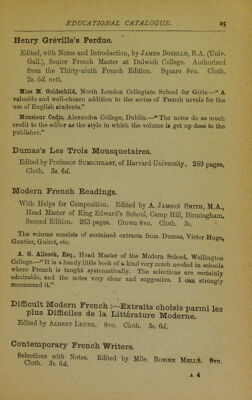 EDUCATIONAL CATALOGUE. 25
Henry Gréville's Perdue.
Edited, with Notes and Introduction, by JAMES BOÏELLE, B.A. (Univ.
Gall.), Senior French Master at Dulwich College. Authorized
from the Thirty-ninth French Edition. Square 8vo. Cloth.
2s. 6d. nett.
Miss M. Goldschild, North London Collegiate School for Girls.—" A
valuable and well-chosen addition to the series of French novels for the
use of English students."
Monsieur Cadic, Alexandra College, Dublin.—"The notes do as much
credit to the editor as the style in which the volume is got up does to the
publisher."
Dumas's Les Trois Mousquetaires.
Edited by Professor SUMICHRAST, of Harvard University, 289 pages.
Cloth. 3s. 6d.
Modern French Readings.
With Helps for Composition. Edited by A. JAMSON SMITH, M.A.,
Head Master of King Edward's School, Camp Hill, Birmingham,
Second Edition. 263 pages. Crown 8vo. Cloth. 3s.
The volume consists of sustained extracts from Dumas, Victor Hugo,
Gautier, Guizot, etc.
A. G. Allcock, Esq., Head Master of the Modern School, Wellington
College.—"It is a handy little book of a kind very much needed in schools
where French is taught systematically. The selections are certainly
admirable, and the notes very clear and suggestive. I can strongly
recommend it."
Difficult Modern French :—Extraits choisis parmi les
plus Difficiles de la Littérature Moderne.
Edited by ALBERT LEUNE. 8vo. Cloth. 3s. 6d.
Contemporary French Writers.
Selections with Notes. Edited by Mlle. ROSINE MELLÉ. 8vo.
Cloth. 3s. 6d.
A 4